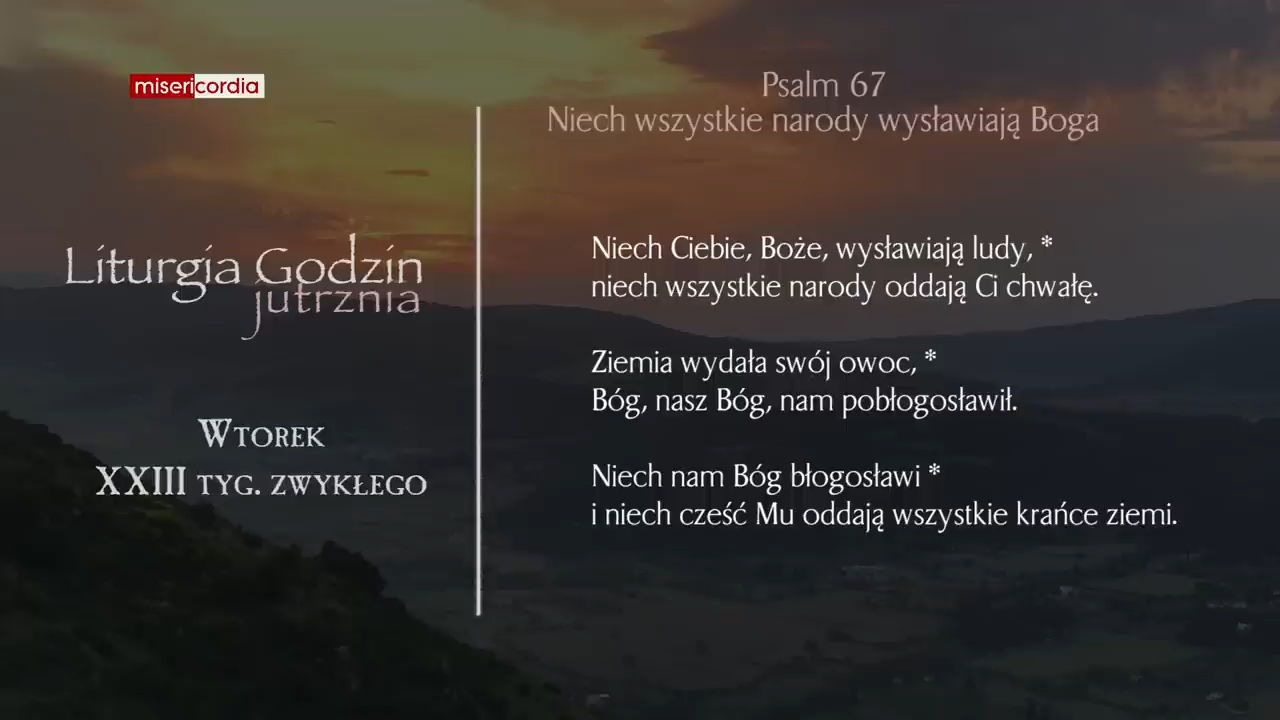 misericordia
Liturgia Godzin
jutrznia
Wtorek
XXIII tyg. zwykłego
Psalm 67
Niech wszystkie narody wysławiają Boga
Niech Ciebie, Boże, wysławiają ludy, *
niech wszystkie narody oddają Ci chwałę.
Ziemia wydała swój owoc, *
Bóg, nasz Bóg, nam pobłogosławił.
Niech nam Bóg błogosławi *
i niech cześć Mu oddają wszystkie krańce ziemi.